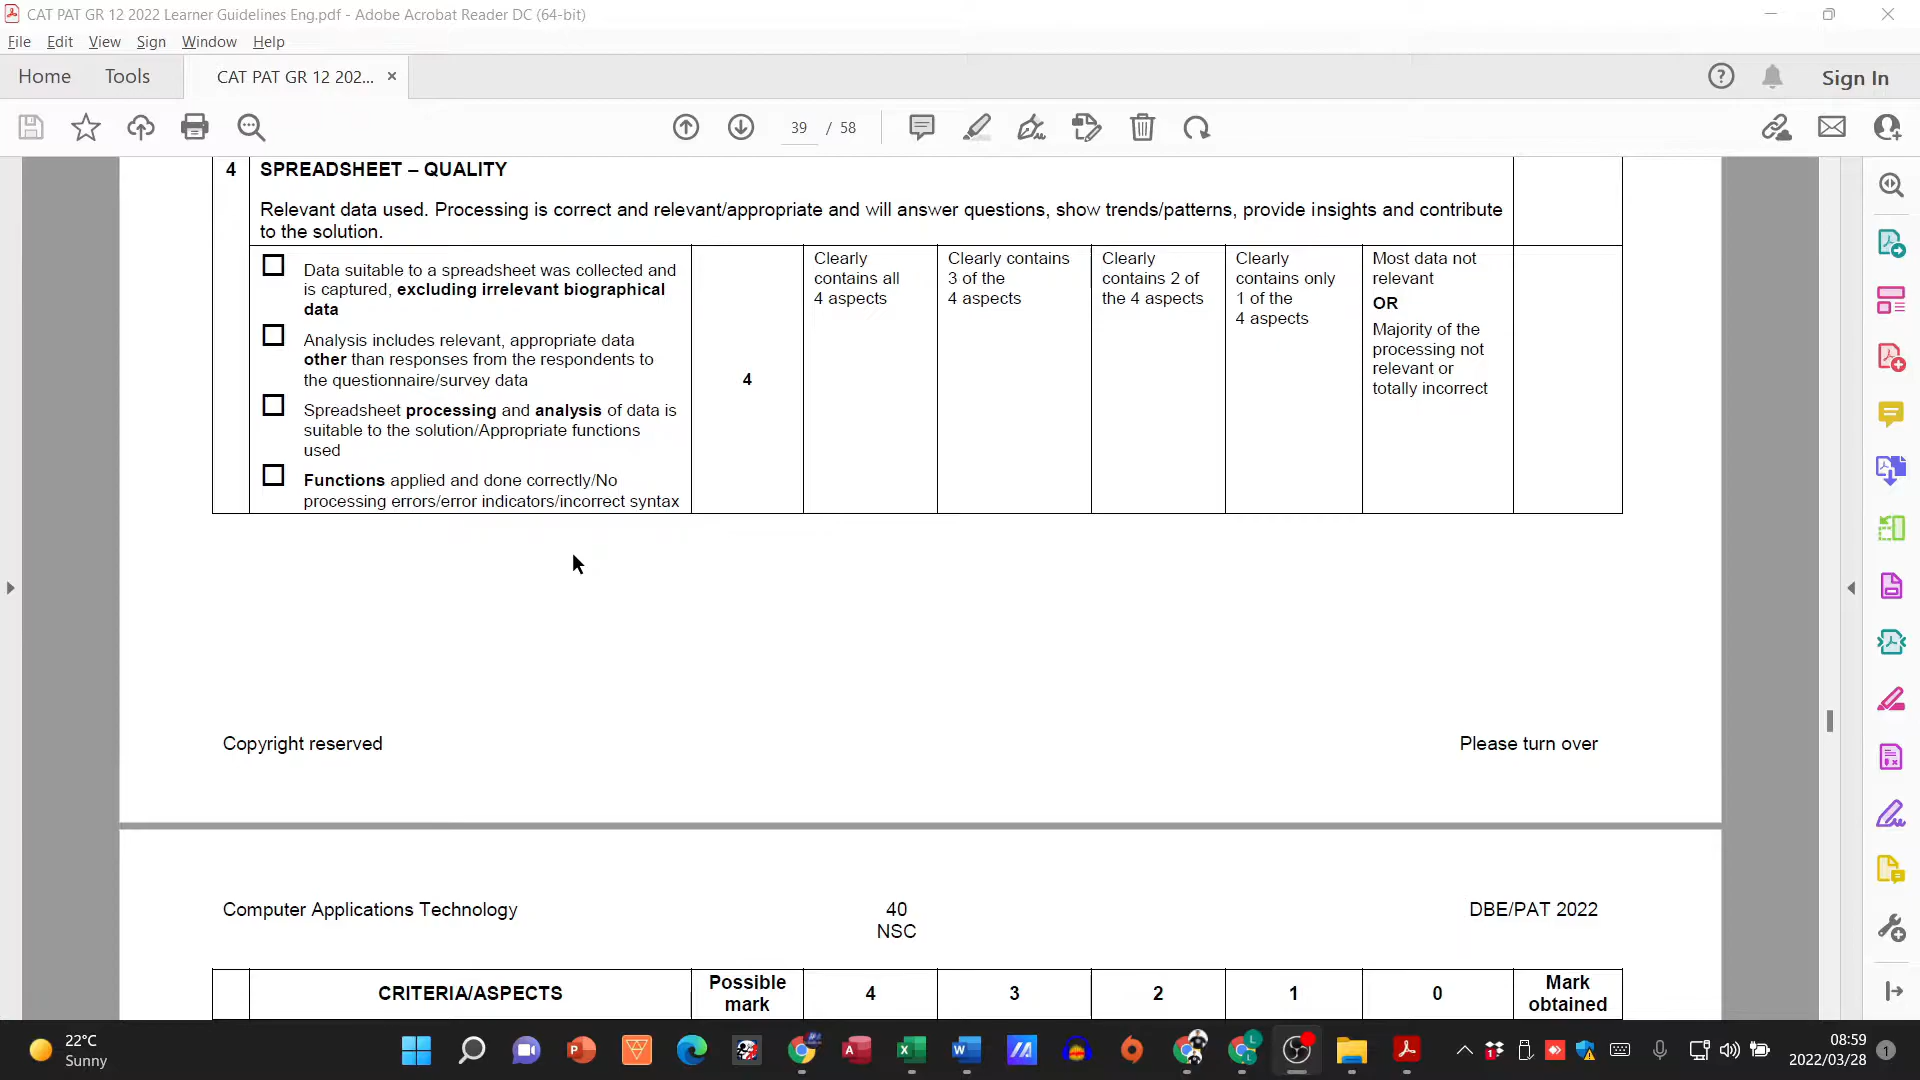 CAT PAT GR 12 2022 Learner Guidelines Eng.pdf - Adobe Acrobat Reader DC (64-bit)
File Edit View Sign Window Help
Home Tools CAT PAT GR 12 202... × Sign In
39 / 58
4 SPREADSHEET – QUALITY
Relevant data used. Processing is correct and relevant/appropriate and will answer questions, show trends/patterns, provide insights and contribute
to the solution.
Data suitable to a spreadsheet was collected and
is captured, excluding irrelevant biographical
data
Analysis includes relevant, appropriate data
other than responses from the respondents to
the questionnaire/survey data
Spreadsheet processing and analysis of data is
suitable to the solution/Appropriate functions
used
Functions applied and done correctly/No
processing errors/error indicators/incorrect syntax
4
Clearly
contains all
4 aspects
Clearly contains
3 of the
4 aspects
Clearly
contains 2 of
the 4 aspects
Clearly
contains only
1 of the
4 aspects
Most data not
relevant
OR
Majority of the
processing not
relevant or
totally incorrect
Copyright reserved Please turn over
Computer Applications Technology 40 DBE/PAT 2022
NSC
CRITERIA/ASPECTS
Possible
mark
4 3 2 1 0
Mark
obtained
22°C
Sunny
08:59
2022/03/28
1